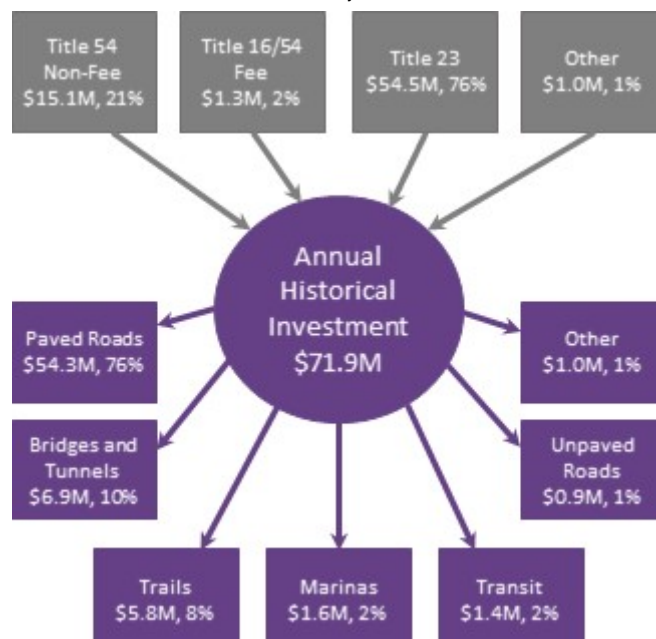 Title 54
Non-Fee
$15.1M, 21%
Title 16/54
Fee
$1.3M, 2%
Title 23
$54.5M, 76%
Other
$1.0M, 1%
Annual
Historical
Investment
$71.9M
Paved Roads
$54.3M, 76%
Other
$1.0M, 1%
Bridges and
Tunnels
$6.9M, 10%
Unpaved
Roads
$0.9M, 1%
Trails
$5.8M, 8%
Marinas
$1.6M, 2%
Transit
$1.4M, 2%